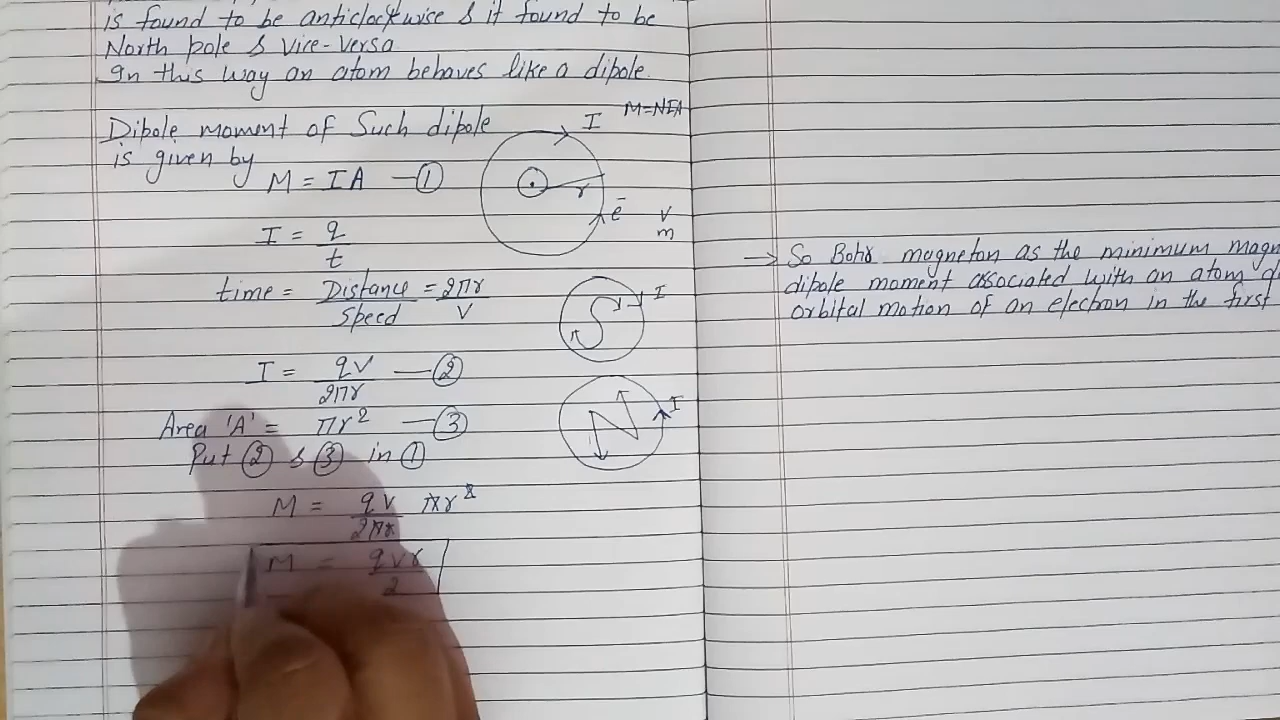 is found to be anticlockwise & it found to be
North pole & vice-versa
In this way an atom behaves like a dipole.
Dipole moment of Such dipole
is given by
M = IA —①
I = q/t
time = Distance/Speed = 2πr/V
I = qV/2πr —②
Area 'A' = πr² —③
Put ② & ③ in ①
M = qv/2πr πr²
M = qvr/2
I
M=NIA
r
ē
V
m
S
I
N
I
→ So Bohr magneton as the minimum magn
dipole moment associated with an atom d
orbital motion of an electron in the first